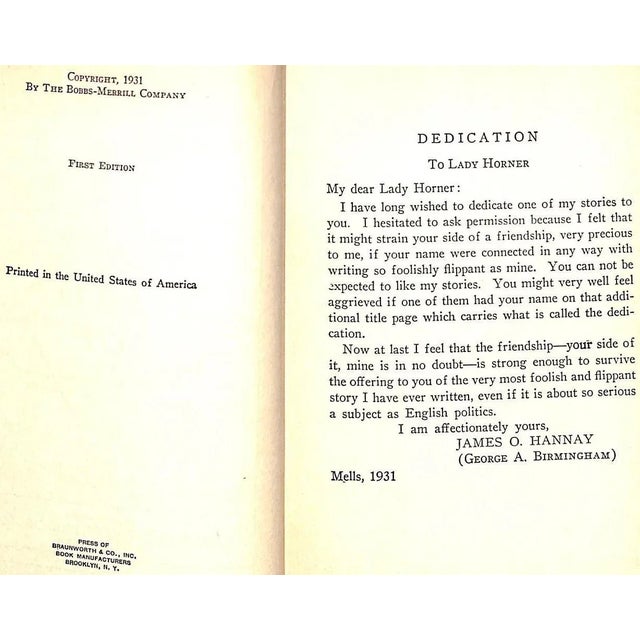 Copyright, 1931
By The Bobbs-Merrill Company
First Edition
Printed in the United States of America
PRESS OF
BRAUNWORTH & CO., INC.
BOOK MANUFACTURERS
BROOKLYN, N. Y.
DEDICATION
To Lady Horner
My dear Lady Horner:
I have long wished to dedicate one of my stories to
you. I hesitated to ask permission because I felt that
it might strain your side of a friendship, very precious
to me, if your name were connected in any way with
writing so foolishly flippant as mine. You can not be
expected to like my stories. You might very well feel
aggrieved if one of them had your name on that addi-
tional title page which carries what is called the dedi-
cation.
Now at last I feel that the friendship—your side of
it, mine is in no doubt—is strong enough to survive
the offering to you of the very most foolish and flippant
story I have ever written, even if it is about so serious
a subject as English politics.
I am affectionately yours,
JAMES O. HANNAY
(George A. Birmingham)
Mells, 1931